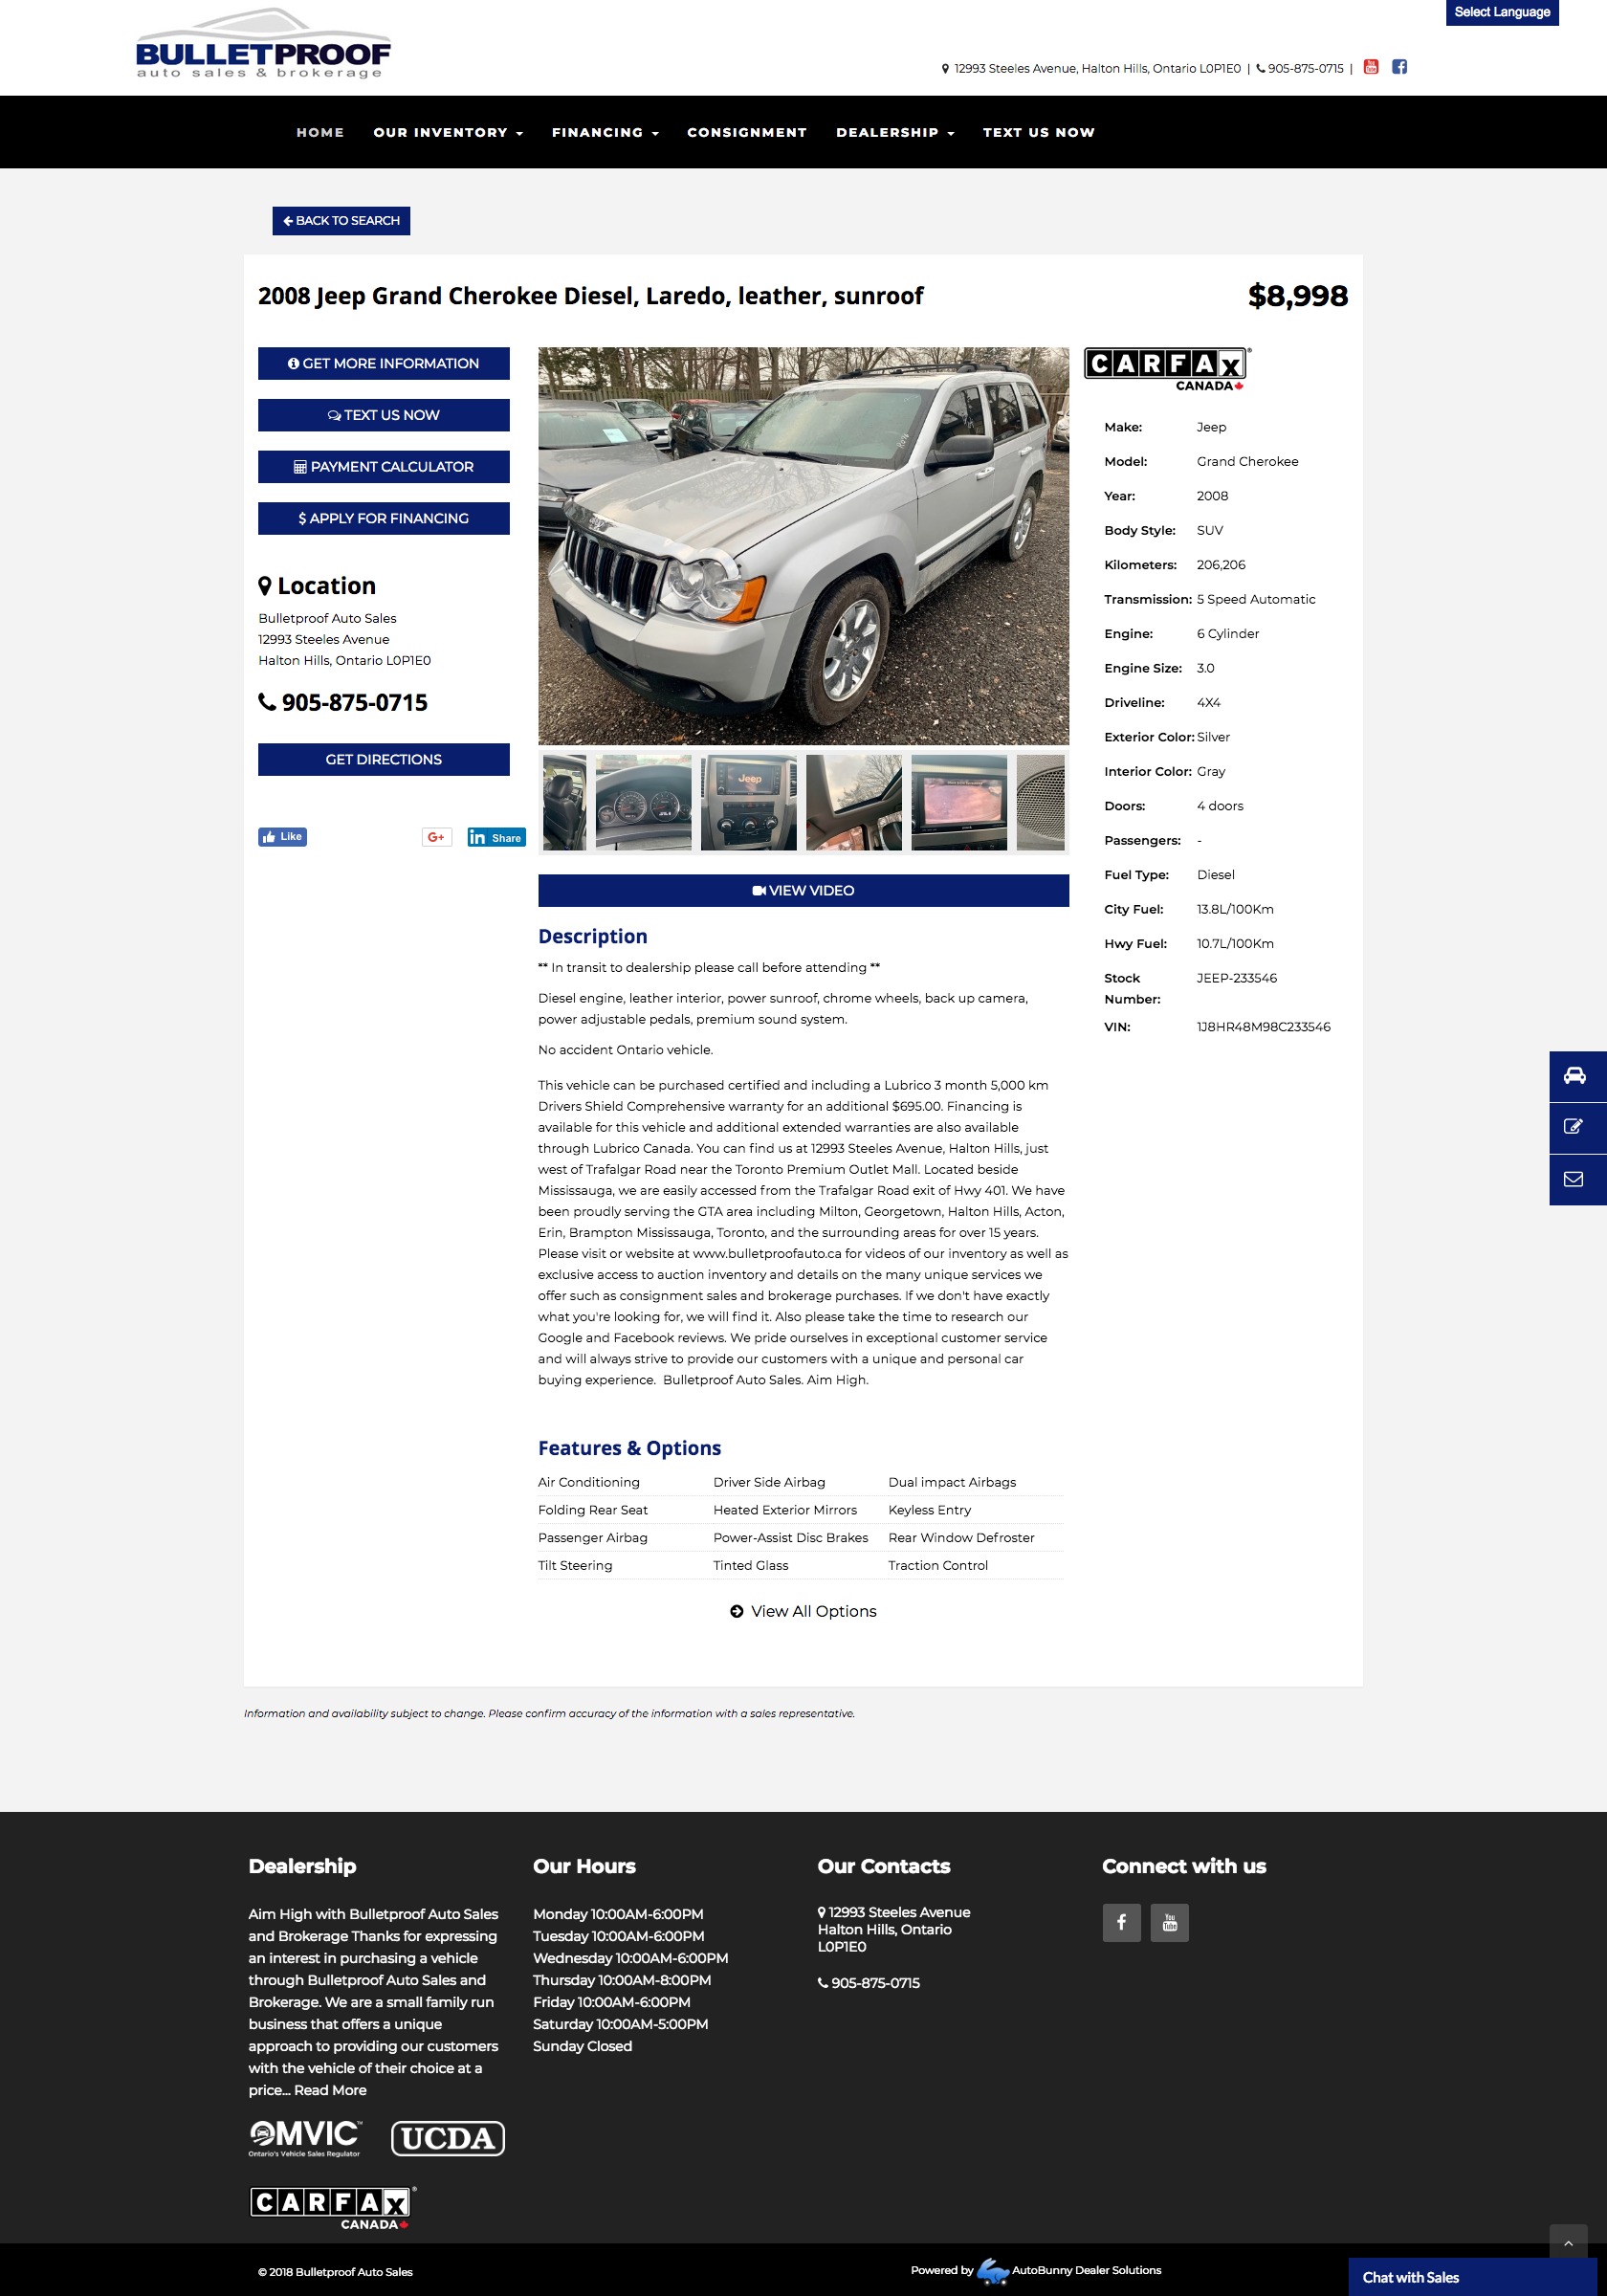 Select Language
BULLETPROOF
auto sales & brokerage
12993 Steeles Avenue, Halton Hills, Ontario L0P1E0 | 905-875-0715 |
HOME OUR INVENTORY FINANCING CONSIGNMENT DEALERSHIP TEXT US NOW
BACK TO SEARCH
2008 Jeep Grand Cherokee Diesel, Laredo, leather, sunroof
$8,998
GET MORE INFORMATION
TEXT US NOW
PAYMENT CALCULATOR
$ APPLY FOR FINANCING
Location
Bulletproof Auto Sales
12993 Steeles Avenue
Halton Hills, Ontario L0P1E0
905-875-0715
GET DIRECTIONS
Like
G+
in Share
Jeep
VIEW VIDEO
Description
** In transit to dealership please call before attending **
Diesel engine, leather interior, power sunroof, chrome wheels, back up camera,
power adjustable pedals, premium sound system.
No accident Ontario vehicle.
This vehicle can be purchased certified and including a Lubrico 3 month 5,000 km
Drivers Shield Comprehensive warranty for an additional $695.00. Financing is
available for this vehicle and additional extended warranties are also available
through Lubrico Canada. You can find us at 12993 Steeles Avenue, Halton Hills, just
west of Trafalgar Road near the Toronto Premium Outlet Mall. Located beside
Mississauga, we are easily accessed from the Trafalgar Road exit of Hwy 401. We have
been proudly serving the GTA area including Milton, Georgetown, Halton Hills, Acton,
Erin, Brampton Mississauga, Toronto, and the surrounding areas for over 15 years.
Please visit or website at www.bulletproofauto.ca for videos of our inventory as well as
exclusive access to auction inventory and details on the many unique services we
offer such as consignment sales and brokerage purchases. If we don't have exactly
what you're looking for, we will find it. Also please take the time to research our
Google and Facebook reviews. We pride ourselves in exceptional customer service
and will always strive to provide our customers with a unique and personal car
buying experience. Bulletproof Auto Sales. Aim High.
Features & Options
Air Conditioning Driver Side Airbag Dual impact Airbags
Folding Rear Seat Heated Exterior Mirrors Keyless Entry
Passenger Airbag Power-Assist Disc Brakes Rear Window Defroster
Tilt Steering Tinted Glass Traction Control
View All Options
CARFAX
CANADA
Make: Jeep
Model: Grand Cherokee
Year: 2008
Body Style: SUV
Kilometers: 206,206
Transmission: 5 Speed Automatic
Engine: 6 Cylinder
Engine Size: 3.0
Driveline: 4X4
Exterior Color: Silver
Interior Color: Gray
Doors: 4 doors
Passengers: -
Fuel Type: Diesel
City Fuel: 13.8L/100Km
Hwy Fuel: 10.7L/100Km
Stock Number: JEEP-233546
VIN: 1J8HR48M98C233546
Information and availability subject to change. Please confirm accuracy of the information with a sales representative.
Dealership
Aim High with Bulletproof Auto Sales
and Brokerage Thanks for expressing
an interest in purchasing a vehicle
through Bulletproof Auto Sales and
Brokerage. We are a small family run
business that offers a unique
approach to providing our customers
with the vehicle of their choice at a
price... Read More
OMVIC
Ontario's Vehicle Sales Regulator
UCDA
CARFAX
CANADA
Our Hours
Monday 10:00AM-6:00PM
Tuesday 10:00AM-6:00PM
Wednesday 10:00AM-6:00PM
Thursday 10:00AM-8:00PM
Friday 10:00AM-6:00PM
Saturday 10:00AM-5:00PM
Sunday Closed
Our Contacts
12993 Steeles Avenue
Halton Hills, Ontario
L0P1E0
905-875-0715
Connect with us
You Tube
© 2018 Bulletproof Auto Sales
Powered by AutoBunny Dealer Solutions
Chat with Sales